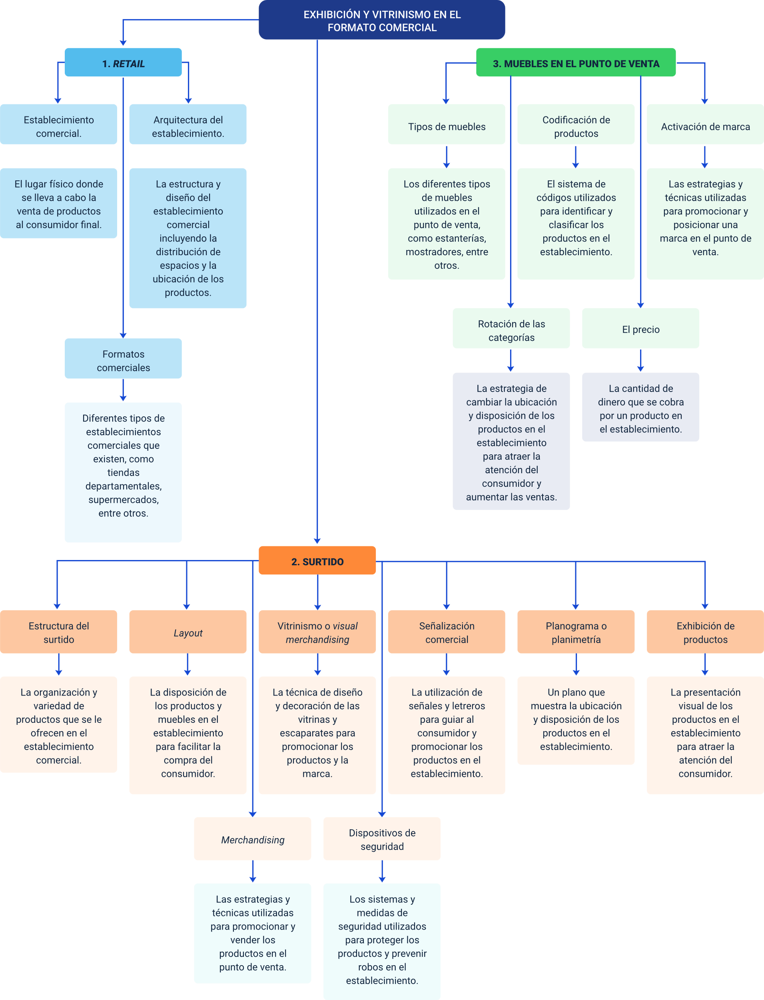 EXHIBICIÓN Y VITRINISMO EN EL
FORMATO COMERCIAL
1. RETAIL
Establecimiento
comercial.
Arquitectura del
establecimiento.
El lugar físico donde
se lleva a cabo la
venta de productos
al consumidor final.
La estructura y
diseño del
establecimiento
comercial
incluyendo la
distribución de
espacios y la
ubicación de los
productos.
Formatos
comerciales
Diferentes tipos de
establecimientos
comerciales que
existen, como
tiendas
departamentales,
supermercados,
entre otros.
3. MUEBLES EN EL PUNTO DE VENTA
Tipos de muebles
Codificación de
productos
Activación de marca
Los diferentes tipos
de muebles
utilizados en el
punto de venta,
como estanterías,
mostradores, entre
otros.
El sistema de
códigos utilizados
para identificar y
clasificar los
productos en el
establecimiento.
Las estrategias y
técnicas utilizadas
para promocionar y
posicionar una
marca en el punto de
venta.
Rotación de las
categorías
El precio
La estrategia de
cambiar la ubicación
y disposición de los
productos en el
establecimiento
para atraer la
atención del
consumidor y
aumentar las ventas.
La cantidad de
dinero que se cobra
por un producto en
el establecimiento.
2. SURTIDO
Estructura del
surtido
Layout
Vitrinismo o visual
merchandising
Señalización
comercial
Planograma o
planimetría
Exhibición de
productos
La organización y
variedad de
productos que se le
ofrecen en el
establecimiento
comercial.
La disposición de
los productos y
muebles en el
establecimiento
para facilitar la
compra del
consumidor.
La técnica de diseño
y decoración de las
vitrinas y
escaparates para
promocionar los
productos y la
marca.
La utilización de
señales y letreros
para guiar al
consumidor y
promocionar los
productos en el
establecimiento.
Un plano que
muestra la ubicación
y disposición de los
productos en el
establecimiento.
La presentación
visual de los
productos en el
establecimiento
para atraer la
atención del
consumidor.
Merchandising
Dispositivos de
seguridad
Las estrategias y
técnicas utilizadas
para promocionar y
vender los
productos en el
punto de venta.
Los sistemas y
medidas de
seguridad utilizados
para proteger los
productos y prevenir
robos en el
establecimiento.